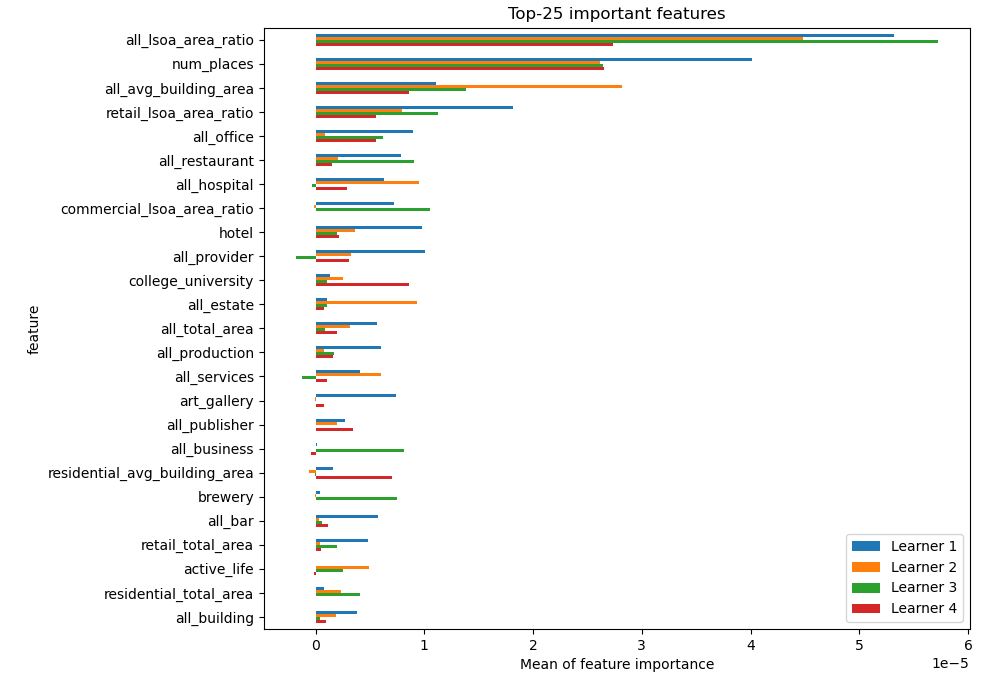 Top-25 important features
all_lsoa_area_ratio
num_places
all_avg_building_area
retail_lsoa_area_ratio
all_office
all_restaurant
all_hospital
commercial_lsoa_area_ratio
hotel
all_provider
college_university
all_estate
all_total_area
all_production
all_services
art_gallery
all_publisher
all_business
residential_avg_building_area
brewery
all_bar
retail_total_area
active_life
residential_total_area
all_building
feature
Learner 1
Learner 2
Learner 3
Learner 4
0 1 2 3 4 5 6
Mean of feature importance
1e−5